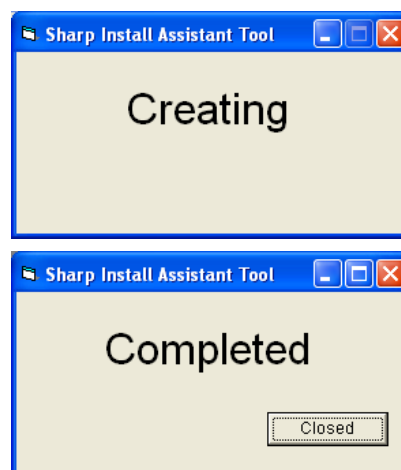 Sharp Install Assistant Tool
Creating
Sharp Install Assistant Tool
Completed
Closed